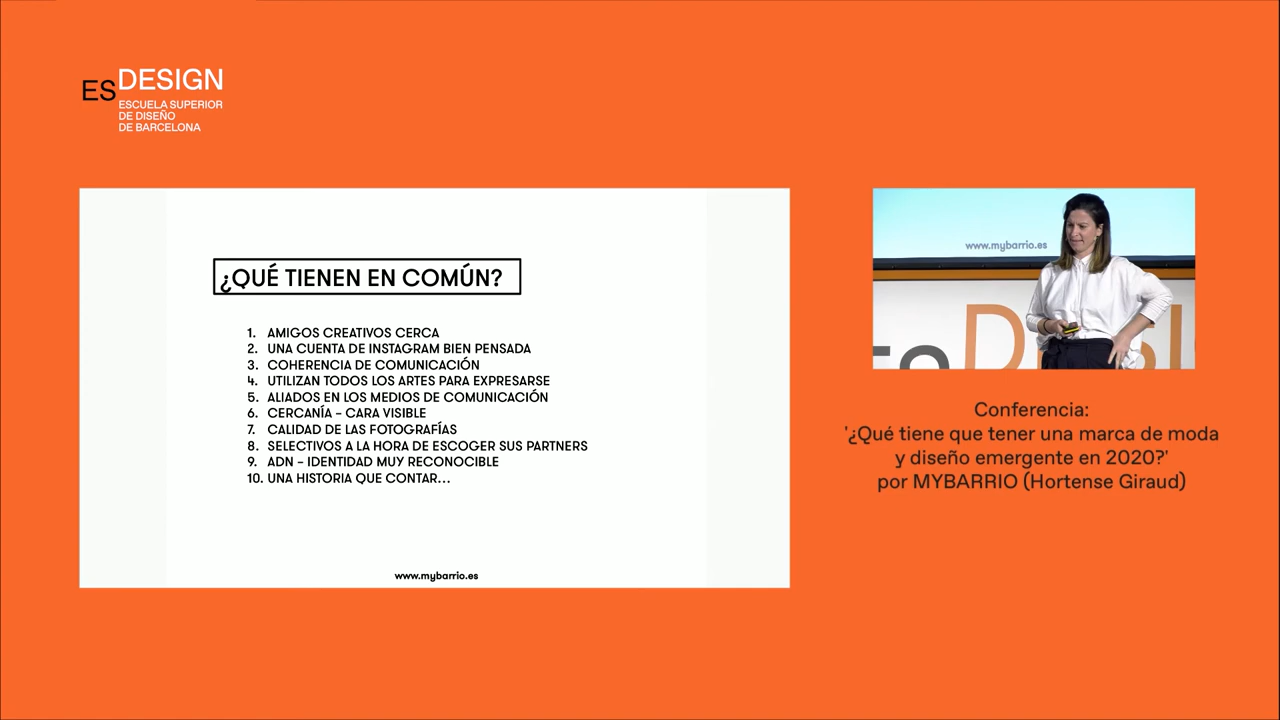 ES DESIGN
ESCUELA SUPERIOR
DE DISEÑO
DE BARCELONA
¿QUÉ TIENEN EN COMÚN?
1. AMIGOS CREATIVOS CERCA
2. UNA CUENTA DE INSTAGRAM BIEN PENSADA
3. COHERENCIA DE COMUNICACIÓN
4. UTILIZAN TODOS LOS ARTES PARA EXPRESARSE
5. ALIADOS EN LOS MEDIOS DE COMUNICACIÓN
6. CERCANÍA – CARA VISIBLE
7. CALIDAD DE LAS FOTOGRAFÍAS
8. SELECTIVOS A LA HORA DE ESCOGER SUS PARTNERS
9. ADN – IDENTIDAD MUY RECONOCIBLE
10. UNA HISTORIA QUE CONTAR...
www.mybarrio.es
www.mybarrio.es
Conferencia:
'¿Qué tiene que tener una marca de moda
y diseño emergente en 2020?'
por MYBARRIO (Hortense Giraud)